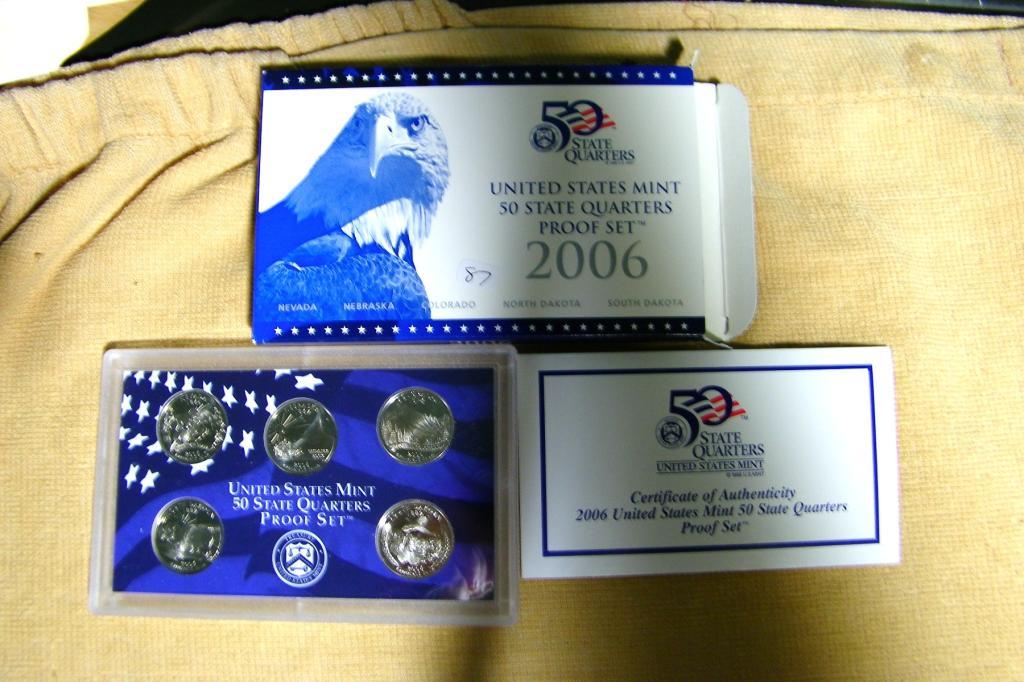 50
STATE
QUARTERS
UNITED STATES MINT
50 STATE QUARTERS
PROOF SET™
2006
87
NEVADA NEBRASKA COLORADO NORTH DAKOTA SOUTH DAKOTA
UNITED STATES MINT
50 STATE QUARTERS
PROOF SET™
50
STATE
QUARTERS
UNITED STATES MINT
Certificate of Authenticity
2006 United States Mint 50 State Quarters
Proof Set™